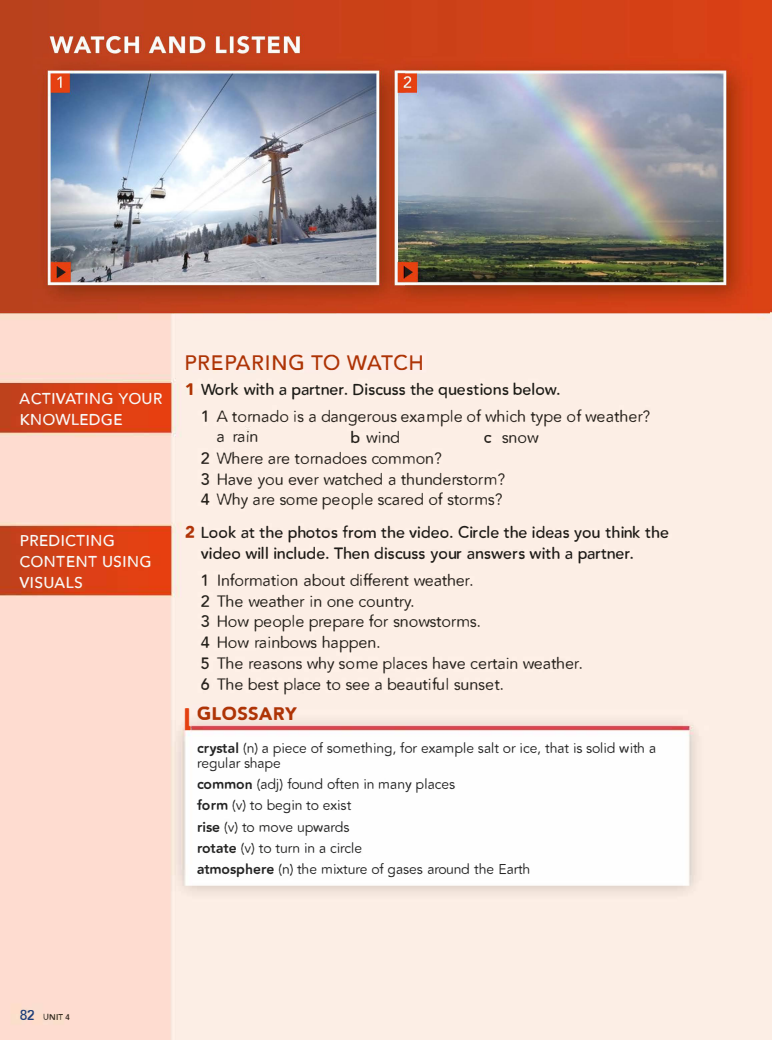 WATCH AND LISTEN
1
2
PREPARING TO WATCH
ACTIVATING YOUR
KNOWLEDGE
1 Work with a partner. Discuss the questions below.
1 A tornado is a dangerous example of which type of weather?
a rain b wind c snow
2 Where are tornadoes common?
3 Have you ever watched a thunderstorm?
4 Why are some people scared of storms?
PREDICTING
CONTENT USING
VISUALS
2 Look at the photos from the video. Circle the ideas you think the
video will include. Then discuss your answers with a partner.
1 Information about different weather.
2 The weather in one country.
3 How people prepare for snowstorms.
4 How rainbows happen.
5 The reasons why some places have certain weather.
6 The best place to see a beautiful sunset.
GLOSSARY
crystal (n) a piece of something, for example salt or ice, that is solid with a
regular shape
common (adj) found often in many places
form (v) to begin to exist
rise (v) to move upwards
rotate (v) to turn in a circle
atmosphere (n) the mixture of gases around the Earth
82 UNIT 4